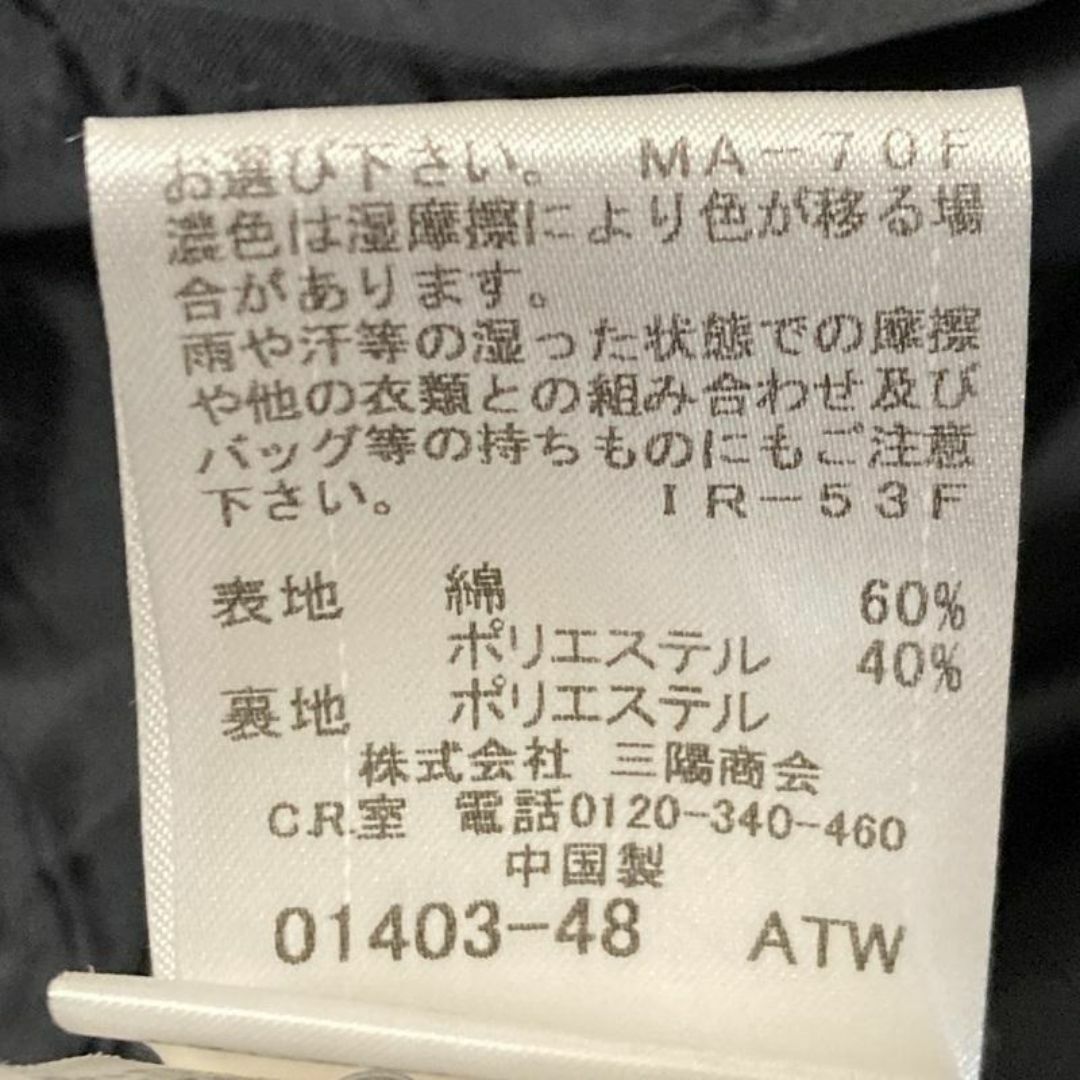 お選び下さい。 MA-70F
濃色は湿摩擦により色が移る場
合があります。
雨や汗等の湿った状態での摩擦
や他の衣類との組み合わせ及び
バッグ等の持ちものにもご注意
下さい。 IR-53F
表地 綿 60%
ポリエステル 40%
裏地 ポリエステル
株式会社 三陽商会
C.R.室 電話0120-340-460
中国製
01403-48 ATW